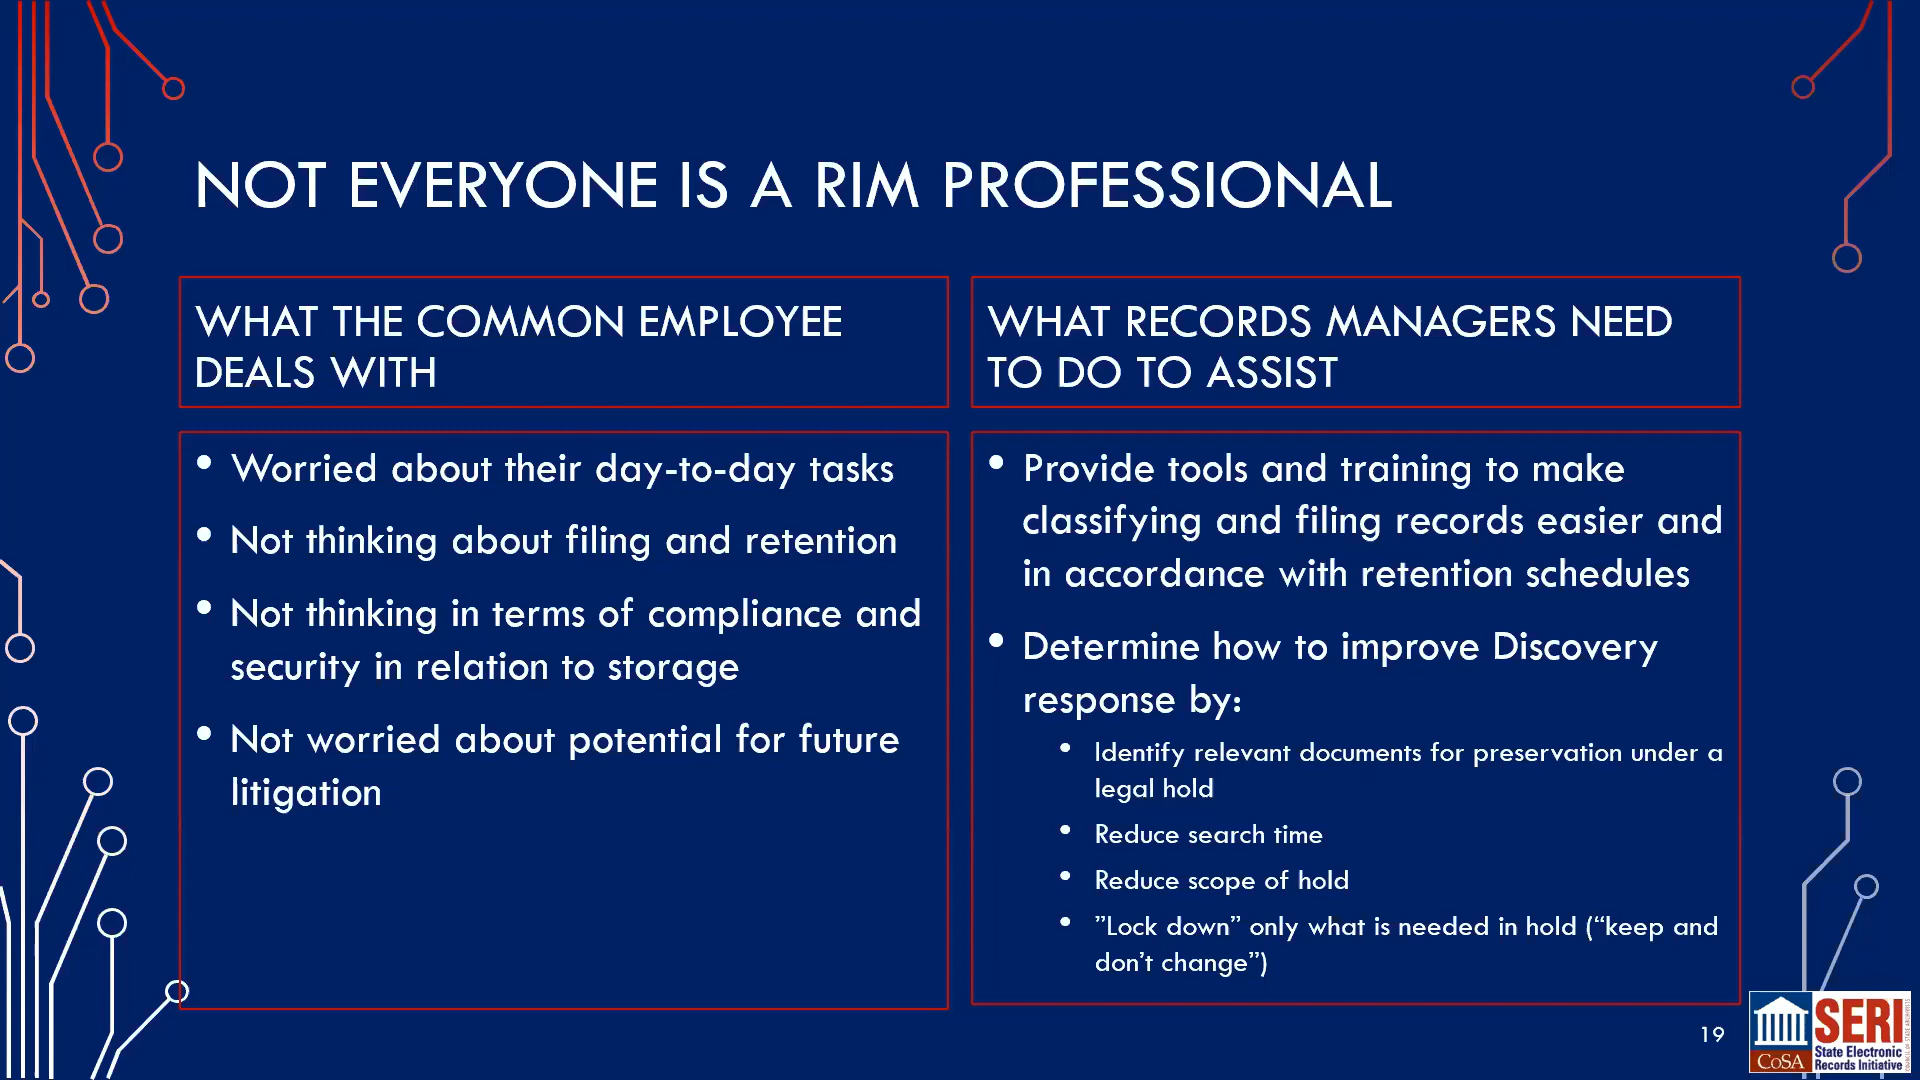 NOT EVERYONE IS A RIM PROFESSIONAL
WHAT THE COMMON EMPLOYEE
DEALS WITH
• Worried about their day-to-day tasks
• Not thinking about filing and retention
• Not thinking in terms of compliance and
security in relation to storage
• Not worried about potential for future
litigation
WHAT RECORDS MANAGERS NEED
TO DO TO ASSIST
• Provide tools and training to make
classifying and filing records easier and
in accordance with retention schedules
• Determine how to improve Discovery
response by:
• Identify relevant documents for preservation under a
legal hold
• Reduce search time
• Reduce scope of hold
• ”Lock down” only what is needed in hold (“keep and
don’t change”)
19
CoSA
SERI
State Electronic
Records Initiative